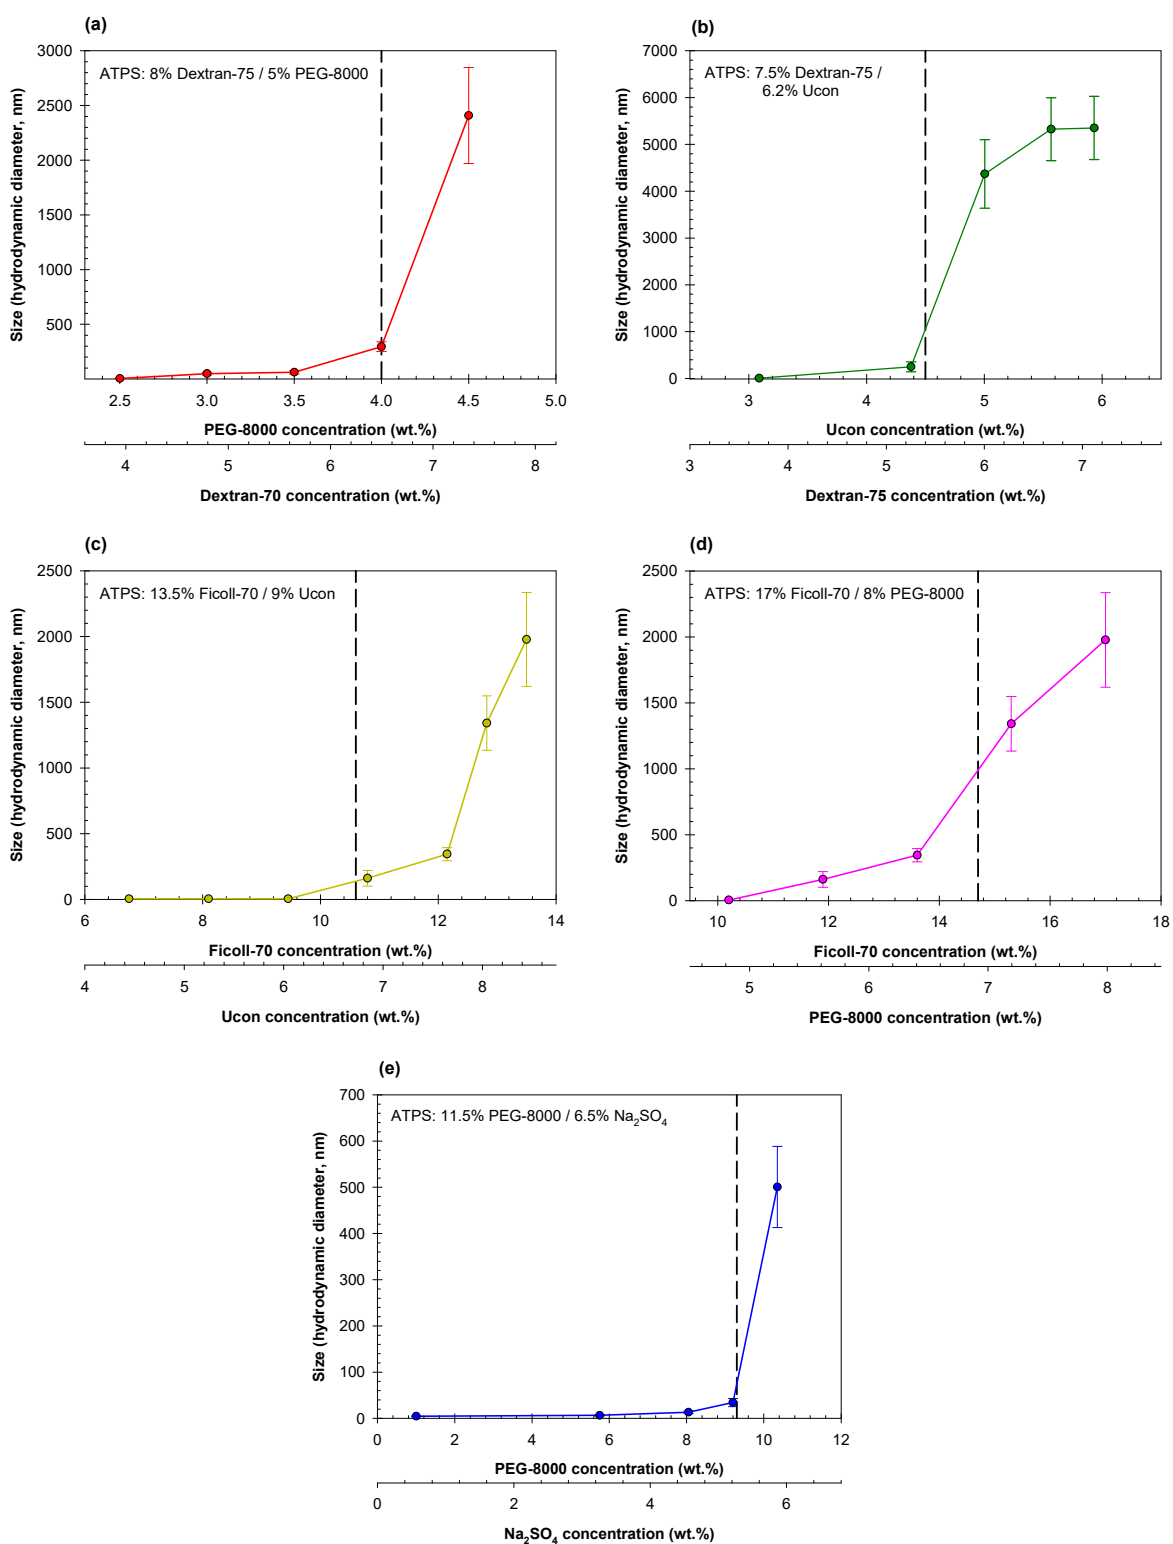 (a)
ATPS: 8% Dextran-75 / 5% PEG-8000
Size (hydrodynamic diameter, nm)
3000
2500
2000
1500
1000
500
2.5 3.0 3.5 4.0 4.5 5.0
PEG-8000 concentration (wt.%)
4 5 6 7 8
Dextran-70 concentration (wt.%)
(b)
ATPS: 7.5% Dextran-75 /
6.2% Ucon
Size (hydrodynamic diameter, nm)
7000
6000
5000
4000
3000
2000
1000
0
3 4 5 6
Ucon concentration (wt.%)
3 4 5 6 7
Dextran-75 concentration (wt.%)
(c)
ATPS: 13.5% Ficoll-70 / 9% Ucon
Size (hydrodynamic diameter, nm)
2500
2000
1500
1000
500
0
6 8 10 12 14
Ficoll-70 concentration (wt.%)
4 5 6 7 8
Ucon concentration (wt.%)
(d)
ATPS: 17% Ficoll-70 / 8% PEG-8000
Size (hydrodynamic diameter, nm)
2500
2000
1500
1000
500
0
10 12 14 16 18
Ficoll-70 concentration (wt.%)
5 6 7 8
PEG-8000 concentration (wt.%)
(e)
ATPS: 11.5% PEG-8000 / 6.5% Na₂SO₄
Size (hydrodynamic diameter, nm)
700
600
500
400
300
200
100
0
0 2 4 6 8 10 12
PEG-8000 concentration (wt.%)
0 2 4 6
Na₂SO₄ concentration (wt.%)